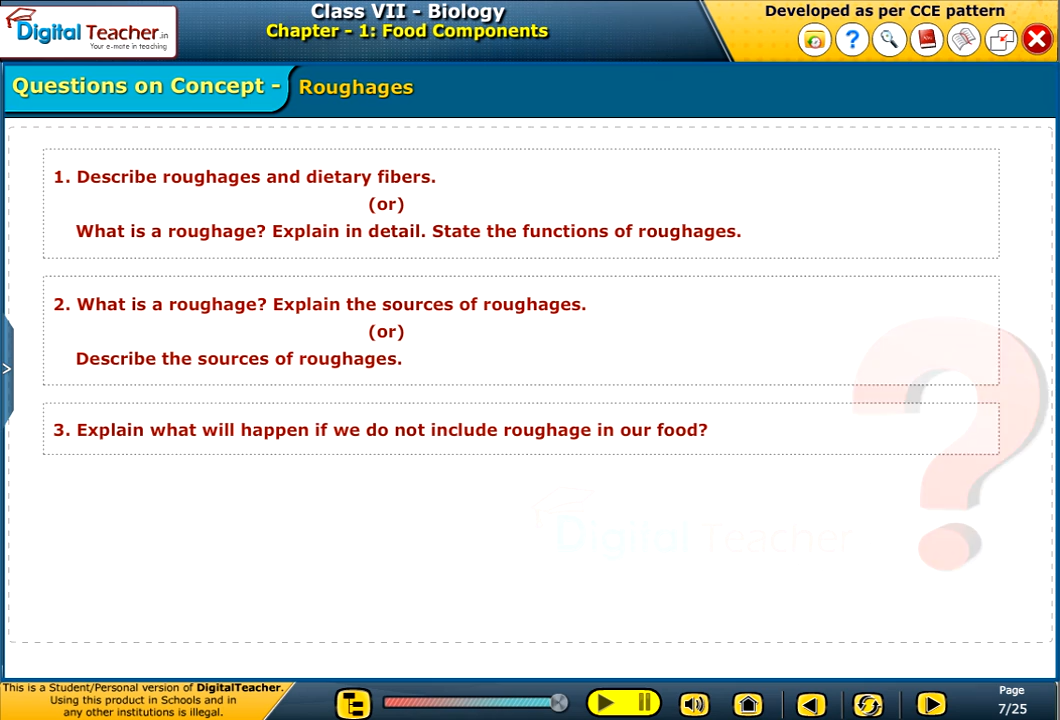 Digital Teacher.in
Your e-mate in teaching
Class VII - Biology
Chapter - 1: Food Components
Developed as per CCE pattern
Questions on Concept -
Roughages
1. Describe roughages and dietary fibers.
(or)
What is a roughage? Explain in detail. State the functions of roughages.
2. What is a roughage? Explain the sources of roughages.
(or)
Describe the sources of roughages.
3. Explain what will happen if we do not include roughage in our food?
Digital Teacher
This is a Student/Personal version of DigitalTeacher.
Using this product in Schools and in
any other institutions is illegal.
Page
7/25